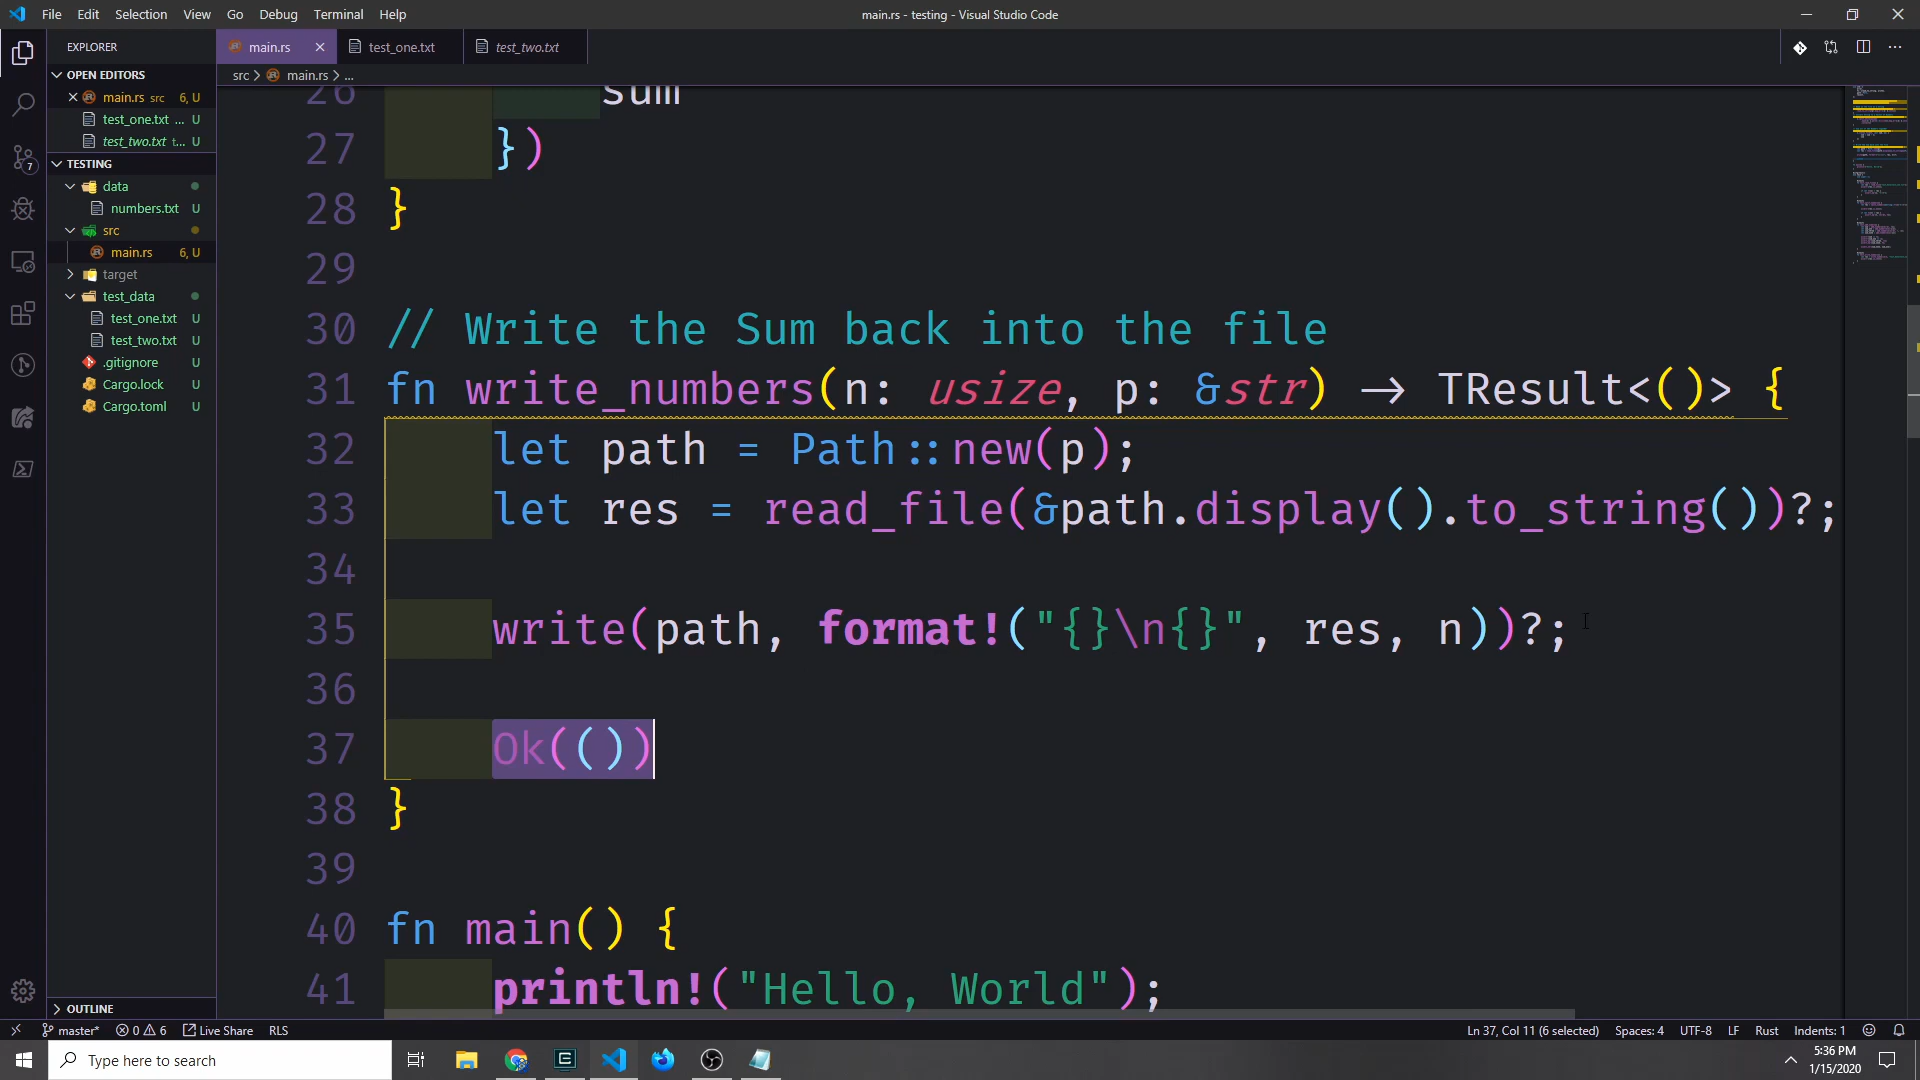 File Edit Selection View Go Debug Terminal Help
main.rs - testing - Visual Studio Code
EXPLORER
main.rs
test_one.txt
test_two.txt
OPEN EDITORS
src > main.rs > ...
main.rs src 6, U
test_one.txt ... U
test_two.txt t... U
7
TESTING
data
numbers.txt U
src
main.rs 6, U
target
test_data
test_one.txt U
test_two.txt U
.gitignore U
Cargo.lock U
Cargo.toml U
26 sum
27 })
28 }
29
30 // Write the Sum back into the file
31 fn write_numbers(n: usize, p: &str) -> TResult<()> {
32 let path = Path::new(p);
33 let res = read_file(&path.display().to_string())?;
34
35 write(path, format!("{}\n{}", res, n))?;
36
37 Ok(())
38 }
39
40 fn main() {
41 println!("Hello, World");
OUTLINE
master* 0 6 Live Share RLS
Ln 37, Col 11 (6 selected) Spaces: 4 UTF-8 LF Rust Indents: 1
Type here to search
5:36 PM
1/15/2020